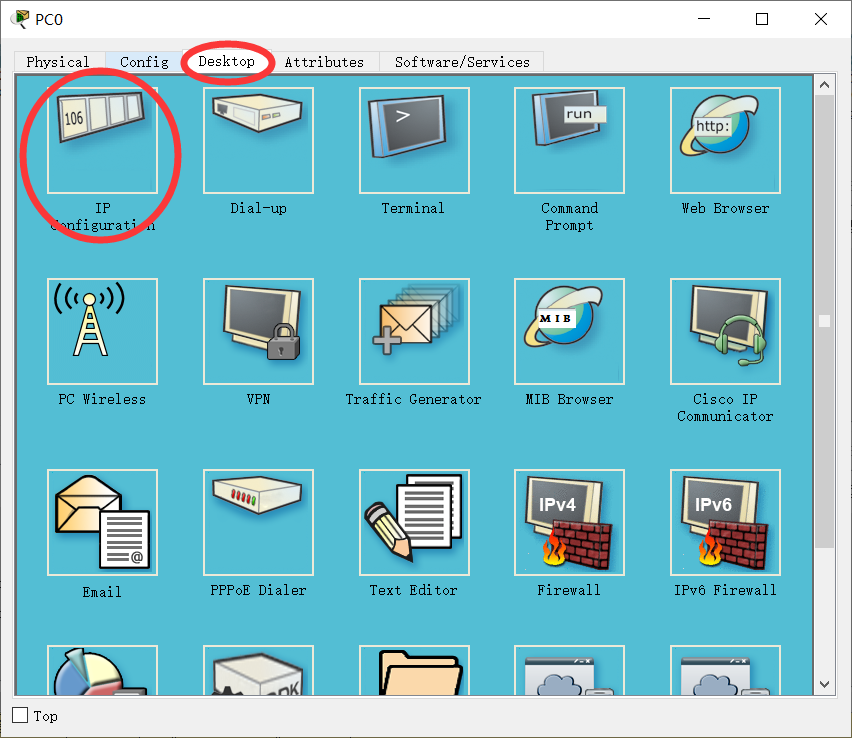 PC0
Physical
Config
Desktop
Attributes
Software/Services
106
>
run
http:
IP
Configuration
Dial-up
Terminal
Command
Prompt
Web Browser
MIB
PC Wireless
VPN
Traffic Generator
MIB Browser
Cisco IP
Communicator
@
IPv4
IPv6
Email
PPPoE Dialer
Text Editor
Firewall
IPv6 Firewall
Top